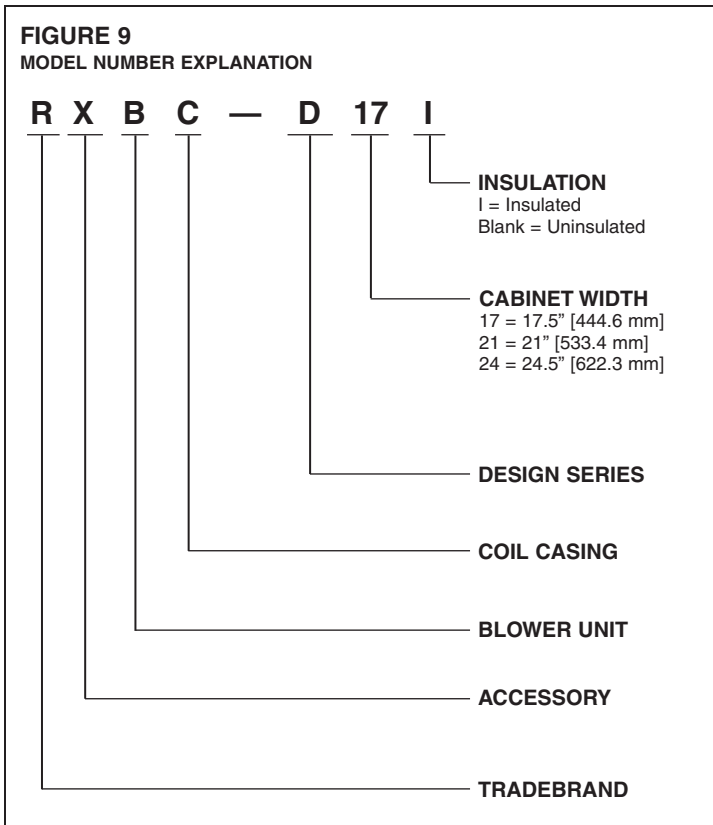 FIGURE 9
MODEL NUMBER EXPLANATION
R X B C — D 17 I
INSULATION
I = Insulated
Blank = Uninsulated
CABINET WIDTH
17 = 17.5” [444.6 mm]
21 = 21” [533.4 mm]
24 = 24.5” [622.3 mm]
DESIGN SERIES
COIL CASING
BLOWER UNIT
ACCESSORY
TRADEBRAND